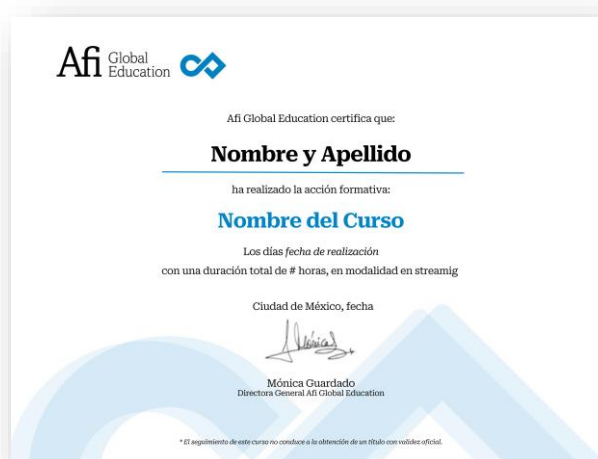 Afi Global
Education
Afi Global Education certifica que:
Nombre y Apellido
ha realizado la acción formativa:
Nombre del Curso
Los días fecha de realización
con una duración total de # horas, en modalidad en streamig
Ciudad de México, fecha
Mónica Guardado
Directora General Afi Global Education
* El seguimiento de este curso no conduce a la obtención de un título con validez oficial.